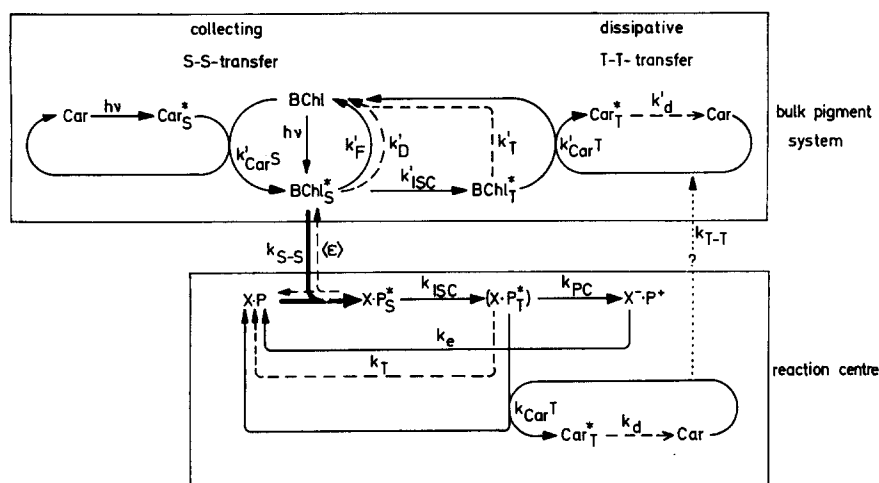 collecting
S-S-transfer
dissipative
T-T-transfer
Car hν Car*S
BChl
hν
k'CarS
k'F
k'D
BChl*S
k'ISC
BChl*T
k'T
k'CarT
Car*T k'd Car
bulk pigment
system
kS-S
⟨ε⟩
kT-T
?
X·P
X·P*S
kISC
(X·P*T)
kPC
X⁻·P⁺
ke
kT
kCarT
Car*T kd Car
reaction centre